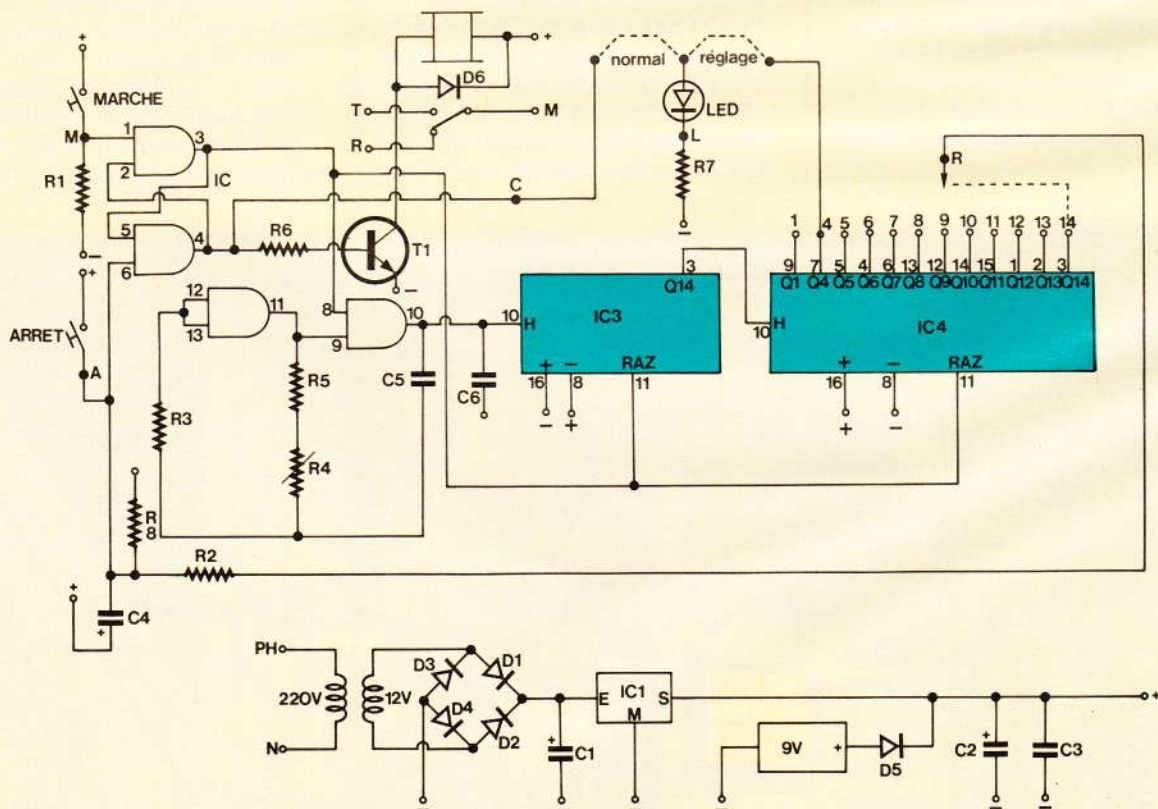 +
MARCHE
M
1
2
3
R1
IC
5
6
4
−
+
ARRET
A
R6
T1
−
D6
+
T
R
M
C
normal
réglage
LED
L
R7
−
12
13
11
8
9
10
R3
R5
R4
C5
C6
10
H
3
Q14
IC3
+
−
RAZ
16
8
11
−
+
R
1
4
5
6
7
8
9
10
11
12
13
14
9
7
5
4
6
13
12
14
15
1
2
3
Q1
Q4
Q5
Q6
Q7
Q8
Q9
Q10
Q11
Q12
Q13
Q14
10
H
IC4
+
−
RAZ
16
8
11
+
−
R
8
R2
+
C4
+
PH
220V
12V
N
D3
D1
D4
D2
+
C1
E
IC1
S
M
9V
+
D5
+
C2
C3
+
−
−
−
−
−
−